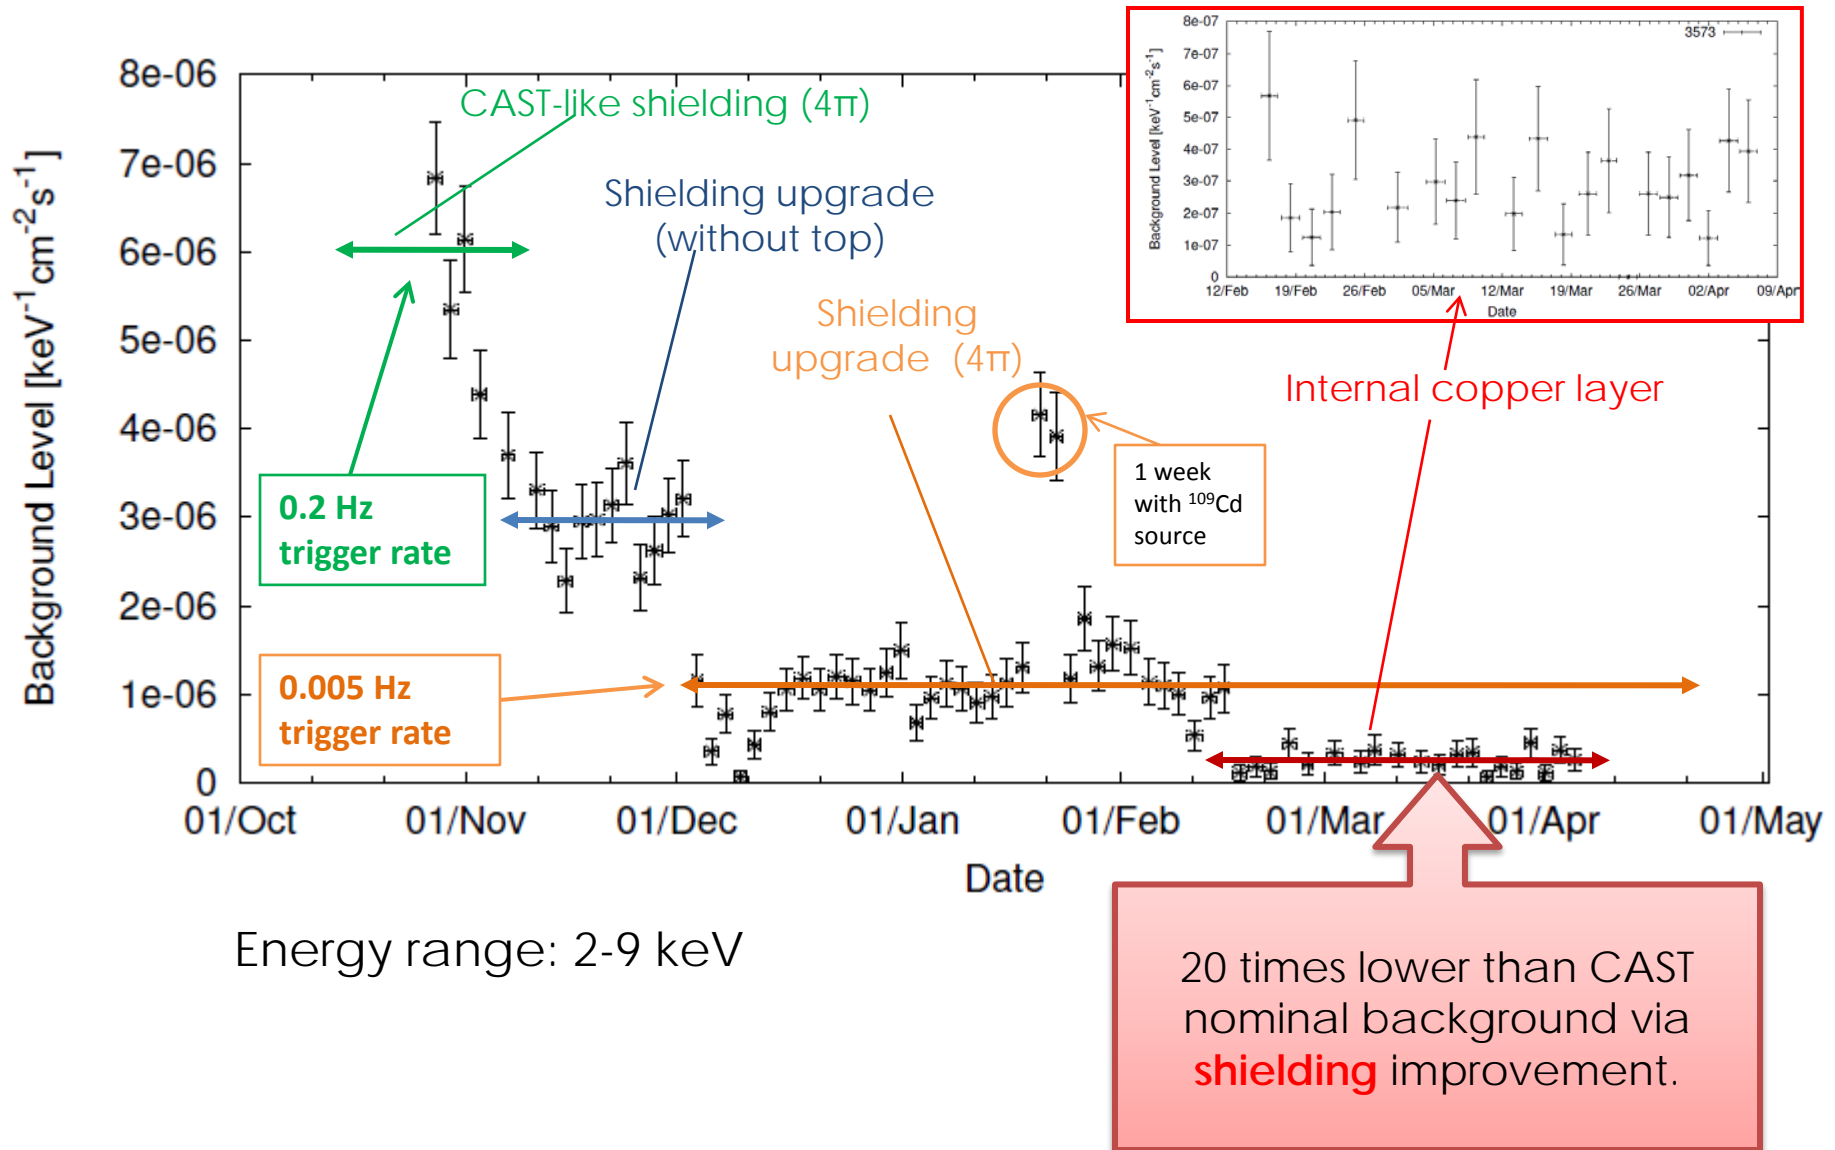 8e-06
7e-06
6e-06
5e-06
4e-06
3e-06
2e-06
1e-06
0
Background Level [keV⁻¹cm⁻²s⁻¹]
01/Oct
01/Nov
01/Dec
01/Jan
01/Feb
01/Mar
01/Apr
01/May
Date
CAST-like shielding (4π)
Shielding upgrade
(without top)
Shielding
upgrade (4π)
Internal copper layer
0.2 Hz
trigger rate
0.005 Hz
trigger rate
1 week
with ¹⁰⁹Cd
source
8e-07
7e-07
6e-07
5e-07
4e-07
3e-07
2e-07
1e-07
0
Background Level [keV⁻¹cm⁻²s⁻¹]
3573
12/Feb
19/Feb
26/Feb
05/Mar
12/Mar
19/Mar
26/Mar
02/Apr
09/Apr
Date
Energy range: 2-9 keV
20 times lower than CAST
nominal background via
shielding improvement.